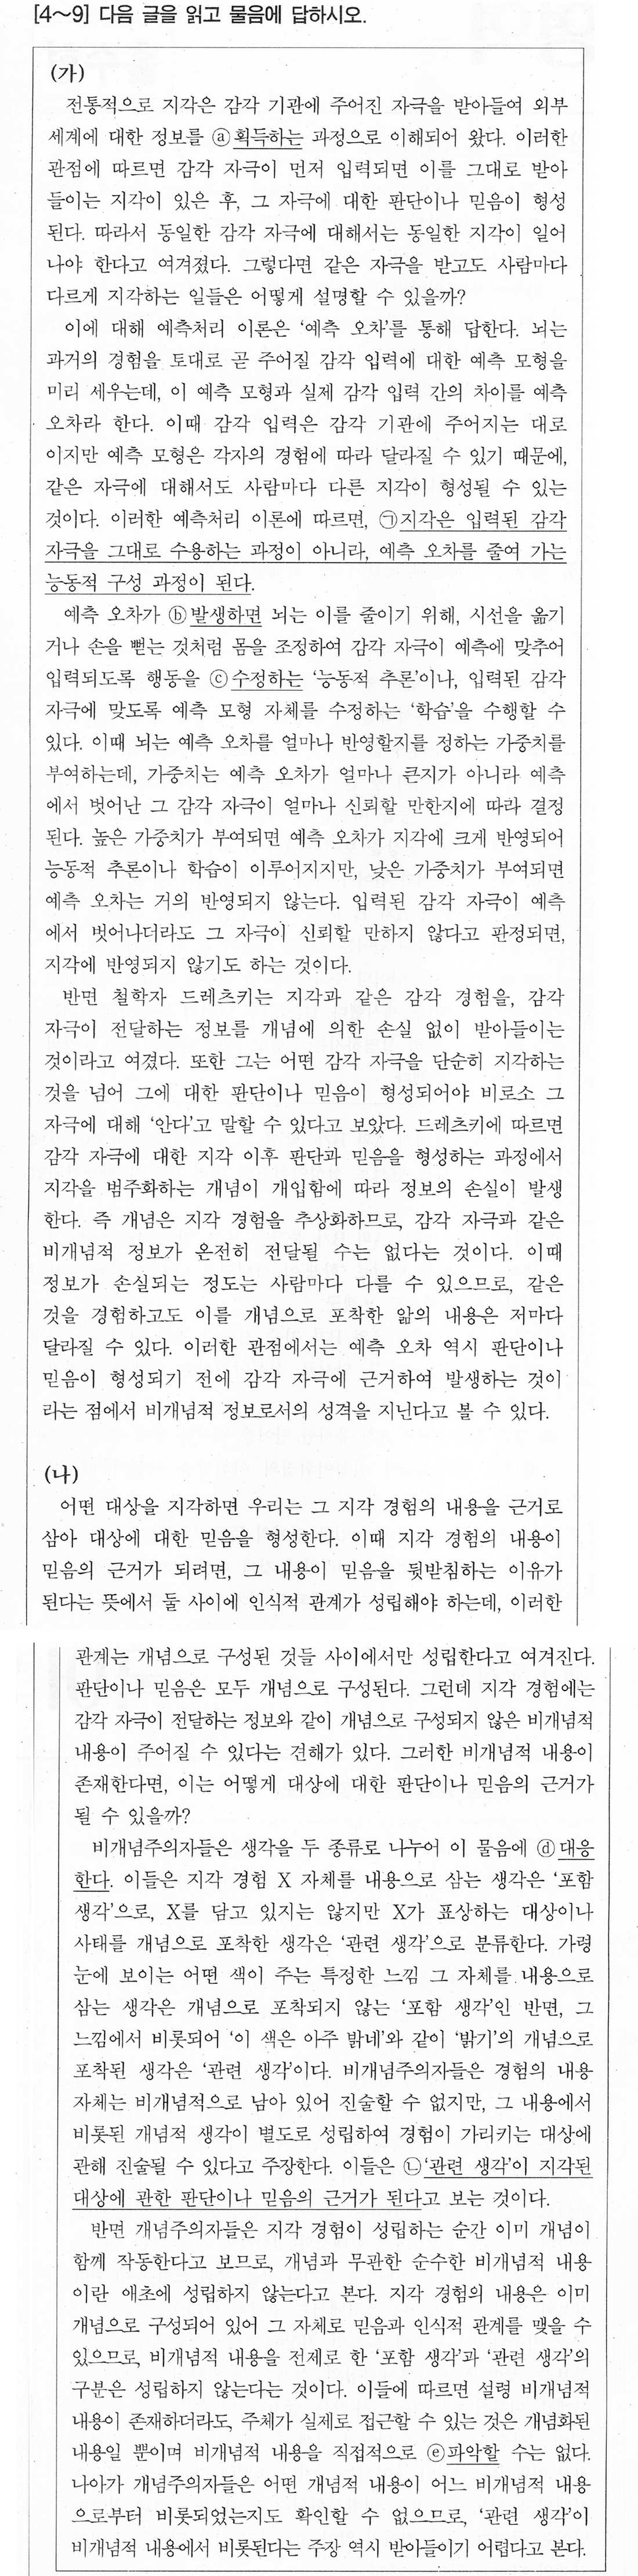 [4～9] 다음 글을 읽고 물음에 답하시오.
(가)
전통적으로 지각은 감각 기관에 주어진 자극을 받아들여 외부
세계에 대한 정보를 ⓐ획득하는 과정으로 이해되어 왔다. 이러한
관점에 따르면 감각 자극이 먼저 입력되면 이를 그대로 받아
들이는 지각이 있은 후, 그 자극에 대한 판단이나 믿음이 형성
된다. 따라서 동일한 감각 자극에 대해서는 동일한 지각이 일어
나야 한다고 여겨졌다. 그렇다면 같은 자극을 받고도 사람마다
다르게 지각하는 일들은 어떻게 설명할 수 있을까?
이에 대해 예측처리 이론은 ‘예측 오차’를 통해 답한다. 뇌는
과거의 경험을 토대로 곧 주어질 감각 입력에 대한 예측 모형을
미리 세우는데, 이 예측 모형과 실제 감각 입력 간의 차이를 예측
오차라 한다. 이때 감각 입력은 감각 기관에 주어지는 대로
이지만 예측 모형은 각자의 경험에 따라 달라질 수 있기 때문에,
같은 자극에 대해서도 사람마다 다른 지각이 형성될 수 있는
것이다. 이러한 예측처리 이론에 따르면, ㉠지각은 입력된 감각
자극을 그대로 수용하는 과정이 아니라, 예측 오차를 줄여 가는
능동적 구성 과정이 된다.
예측 오차가 ⓑ발생하면 뇌는 이를 줄이기 위해, 시선을 옮기
거나 손을 뻗는 것처럼 몸을 조정하여 감각 자극이 예측에 맞추어
입력되도록 행동을 ⓒ수정하는 ‘능동적 추론’이나, 입력된 감각
자극에 맞도록 예측 모형 자체를 수정하는 ‘학습’을 수행할 수
있다. 이때 뇌는 예측 오차를 얼마나 반영할지를 정하는 가중치를
부여하는데, 가중치는 예측 오차가 얼마나 큰지가 아니라 예측
에서 벗어난 그 감각 자극이 얼마나 신뢰할 만한지에 따라 결정
된다. 높은 가중치가 부여되면 예측 오차가 지각에 크게 반영되어
능동적 추론이나 학습이 이루어지지만, 낮은 가중치가 부여되면
예측 오차는 거의 반영되지 않는다. 입력된 감각 자극이 예측
에서 벗어나더라도 그 자극이 신뢰할 만하지 않다고 판정되면,
지각에 반영되지 않기도 하는 것이다.
반면 철학자 드레츠키는 지각과 같은 감각 경험을, 감각
자극이 전달하는 정보를 개념에 의한 손실 없이 받아들이는
것이라고 여겼다. 또한 그는 어떤 감각 자극을 단순히 지각하는
것을 넘어 그에 대한 판단이나 믿음이 형성되어야 비로소 그
자극에 대해 ‘안다’고 말할 수 있다고 보았다. 드레츠키에 따르면
감각 자극에 대한 지각 이후 판단과 믿음을 형성하는 과정에서
지각을 범주화하는 개념이 개입함에 따라 정보의 손실이 발생
한다. 즉 개념은 지각 경험을 추상화하므로, 감각 자극과 같은
비개념적 정보가 온전히 전달될 수는 없다는 것이다. 이때
정보가 손실되는 정도는 사람마다 다를 수 있으므로, 같은
것을 경험하고도 이를 개념으로 포착한 앎의 내용은 저마다
달라질 수 있다. 이러한 관점에서는 예측 오차 역시 판단이나
믿음이 형성되기 전에 감각 자극에 근거하여 발생하는 것이
라는 점에서 비개념적 정보로서의 성격을 지닌다고 볼 수 있다.
(나)
어떤 대상을 지각하면 우리는 그 지각 경험의 내용을 근거로
삼아 대상에 대한 믿음을 형성한다. 이때 지각 경험의 내용이
믿음의 근거가 되려면, 그 내용이 믿음을 뒷받침하는 이유가
된다는 뜻에서 둘 사이에 인식적 관계가 성립해야 하는데, 이러한
관계는 개념으로 구성된 것들 사이에서만 성립한다고 여겨진다.
판단이나 믿음은 모두 개념으로 구성된다. 그런데 지각 경험에는
감각 자극이 전달하는 정보와 같이 개념으로 구성되지 않은 비개념적
내용이 주어질 수 있다는 견해가 있다. 그러한 비개념적 내용이
존재한다면, 이는 어떻게 대상에 대한 판단이나 믿음의 근거가
될 수 있을까?
비개념주의자들은 생각을 두 종류로 나누어 이 물음에 ⓓ대응
한다. 이들은 지각 경험 X 자체를 내용으로 삼는 생각은 ‘포함
생각’으로, X를 담고 있지는 않지만 X가 표상하는 대상이나
사태를 개념으로 포착한 생각은 ‘관련 생각’으로 분류한다. 가령
눈에 보이는 어떤 색이 주는 특정한 느낌 그 자체를 내용으로
삼는 생각은 개념으로 포착되지 않는 ‘포함 생각’인 반면, 그
느낌에서 비롯되어 ‘이 색은 아주 밝네’와 같이 ‘밝기’의 개념으로
포착된 생각은 ‘관련 생각’이다. 비개념주의자들은 경험의 내용
자체는 비개념적으로 남아 있어 진술할 수 없지만, 그 내용에서
비롯된 개념적 생각이 별도로 성립하여 경험이 가리키는 대상에
관해 진술될 수 있다고 주장한다. 이들은 ㉡‘관련 생각’이 지각된
대상에 관한 판단이나 믿음의 근거가 된다고 보는 것이다.
반면 개념주의자들은 지각 경험이 성립하는 순간 이미 개념이
함께 작동한다고 보므로, 개념과 무관한 순수한 비개념적 내용
이란 애초에 성립하지 않는다고 본다. 지각 경험의 내용은 이미
개념으로 구성되어 있어 그 자체로 믿음과 인식적 관계를 맺을 수
있으므로, 비개념적 내용을 전제로 한 ‘포함 생각’과 ‘관련 생각’의
구분은 성립하지 않는다는 것이다. 이들에 따르면 설령 비개념적
내용이 존재하더라도, 주체가 실제로 접근할 수 있는 것은 개념화된
내용일 뿐이며 비개념적 내용을 직접적으로 ⓔ파악할 수는 없다.
나아가 개념주의자들은 어떤 개념적 내용이 어느 비개념적 내용
으로부터 비롯되었는지도 확인할 수 없으므로, ‘관련 생각’이
비개념적 내용에서 비롯된다는 주장 역시 받아들이기 어렵다고 본다.